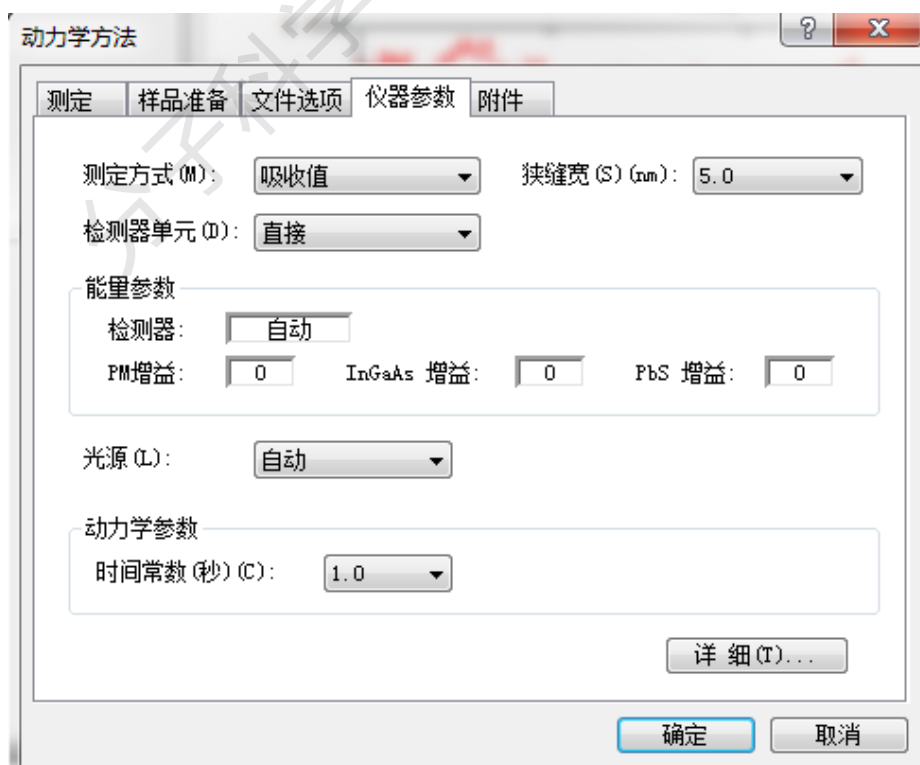 动力学方法
测定 样品准备 文件选项 仪器参数 附件
测定方式(M): 吸收值 狭缝宽(S)(nm): 5.0
检测器单元(D): 直接
能量参数
检测器: 自动
PM增益: 0 InGaAs 增益: 0 PbS 增益: 0
光源(L): 自动
动力学参数
时间常数(秒)(C): 1.0
详 细(T)...
确定 取消
分子科学